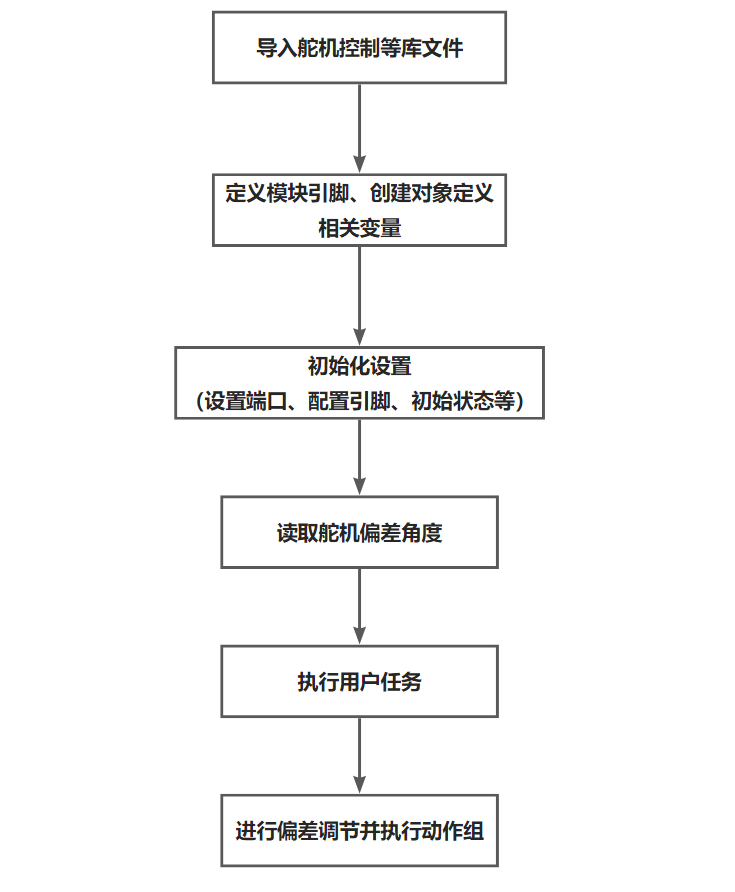 导入舵机控制等库文件
定义模块引脚、创建对象定义
相关变量
初始化设置
（设置端口、配置引脚、初始状态等）
读取舵机偏差角度
执行用户任务
进行偏差调节并执行动作组